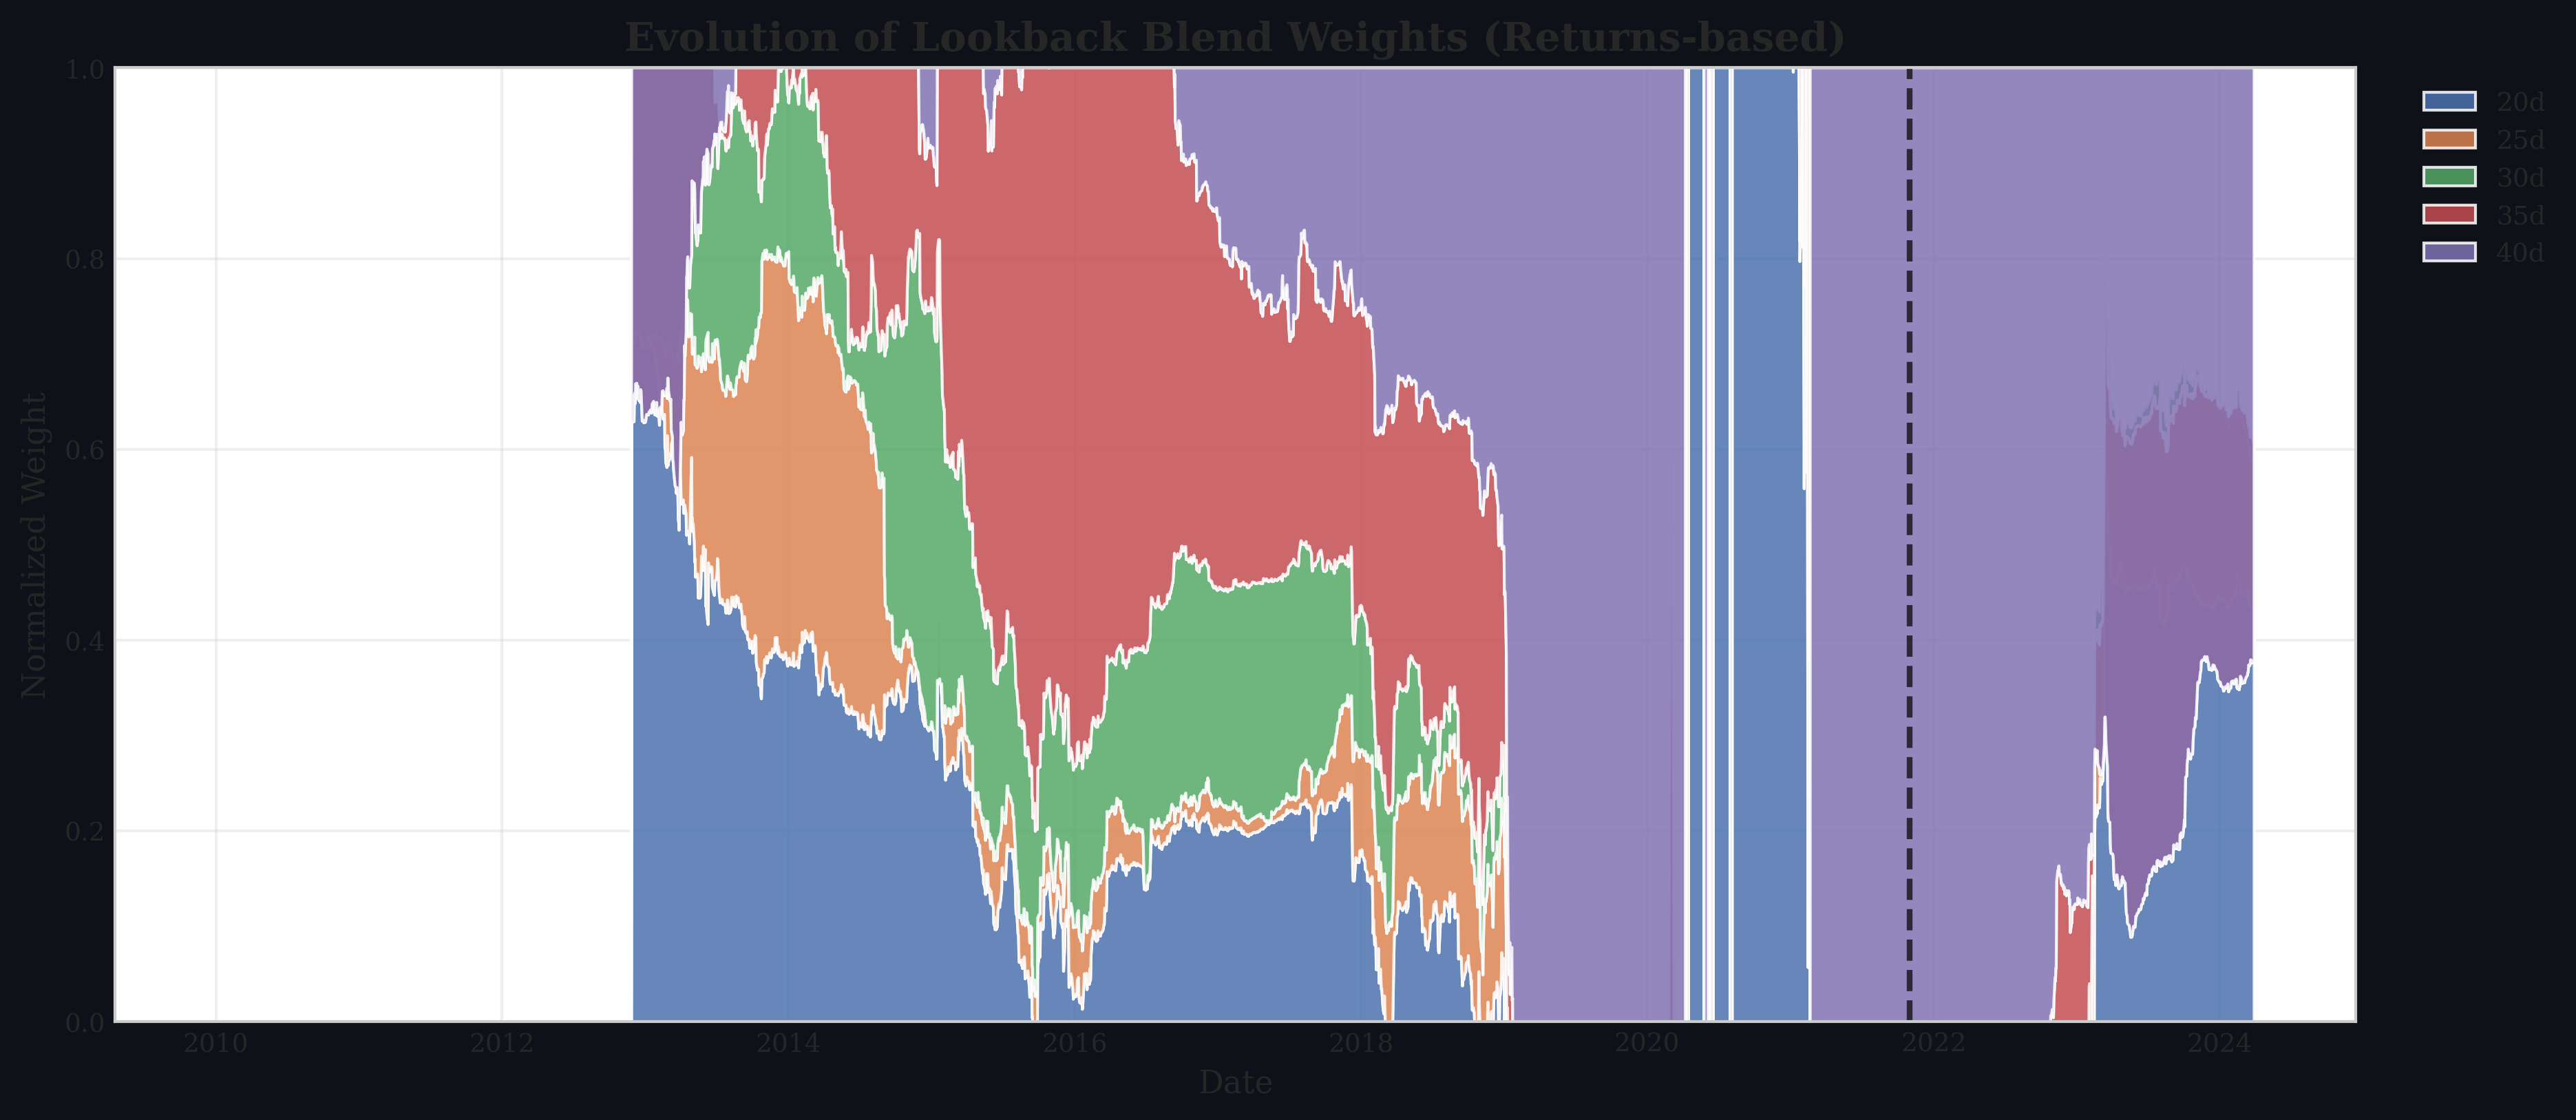 Evolution of Lookback Blend Weights (Returns-based)
1.0
0.8
0.6
0.4
0.2
0.0
Normalized Weight
2010 2012 2014 2016 2018 2020 2022 2024
Date
20d
25d
30d
35d
40d